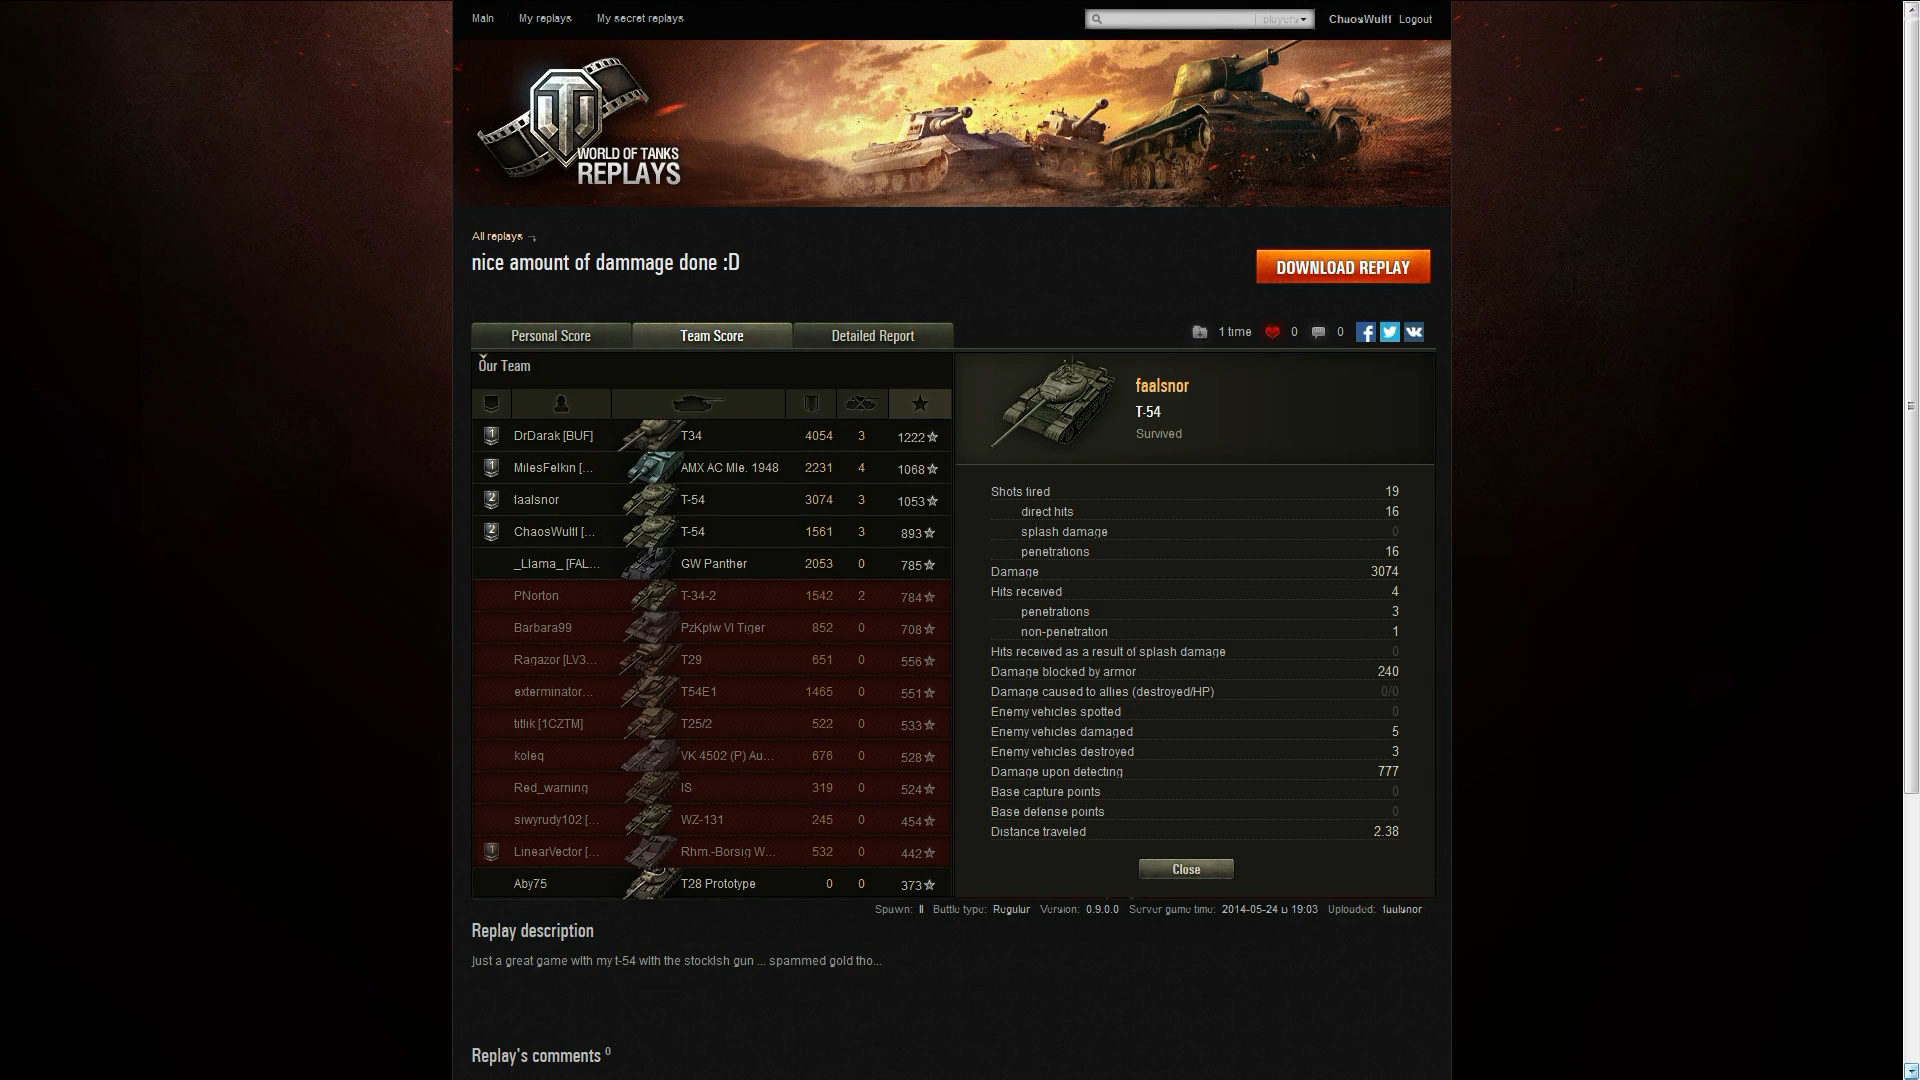 Main My replays My secret replays players ChaosWulff Logout
WORLD OF TANKS
REPLAYS
All replays
nice amount of dammage done :D
DOWNLOAD REPLAY
Personal Score Team Score Detailed Report 1 time 0 0
Our Team
faalsnor
T-54
Survived
1 DrDarak [BUF] T34 4054 3 1222
1 MilesFelkin [... AMX AC Mle. 1948 2231 4 1068
2 faalsnor T-54 3074 3 1053
2 ChaosWulff [... T-54 1561 3 893
_Llama_ [FAL... GW Panther 2053 0 785
PNorton T-34-2 1542 2 784
Barbara99 PzKpfw VI Tiger 852 0 708
Ragazor [LV3... T29 651 0 556
exterminator... T54E1 1465 0 551
titlik [1CZTM] T25/2 522 0 533
koleq VK 4502 (P) Au... 676 0 528
Red_warning IS 319 0 524
siwyrudy102 [... WZ-131 245 0 454
1 LinearVector [... Rhm.-Borsig W... 532 0 442
Aby75 T28 Prototype 0 0 373
Shots fired 19
direct hits 16
splash damage 0
penetrations 16
Damage 3074
Hits received 4
penetrations 3
non-penetration 1
Hits received as a result of splash damage 0
Damage blocked by armor 240
Damage caused to allies (destroyed/HP) 0/0
Enemy vehicles spotted 0
Enemy vehicles damaged 5
Enemy vehicles destroyed 3
Damage upon detecting 777
Base capture points 0
Base defense points 0
Distance traveled 2.38
Close
Spawn: II Battle type: Regular Version: 0.9.0.0 Server game time: 2014-05-24 в 19:03 Uploaded: faalsnor
Replay description
Just a great game with my t-54 with the stockish gun ... spammed gold tho...
Replay's comments 0